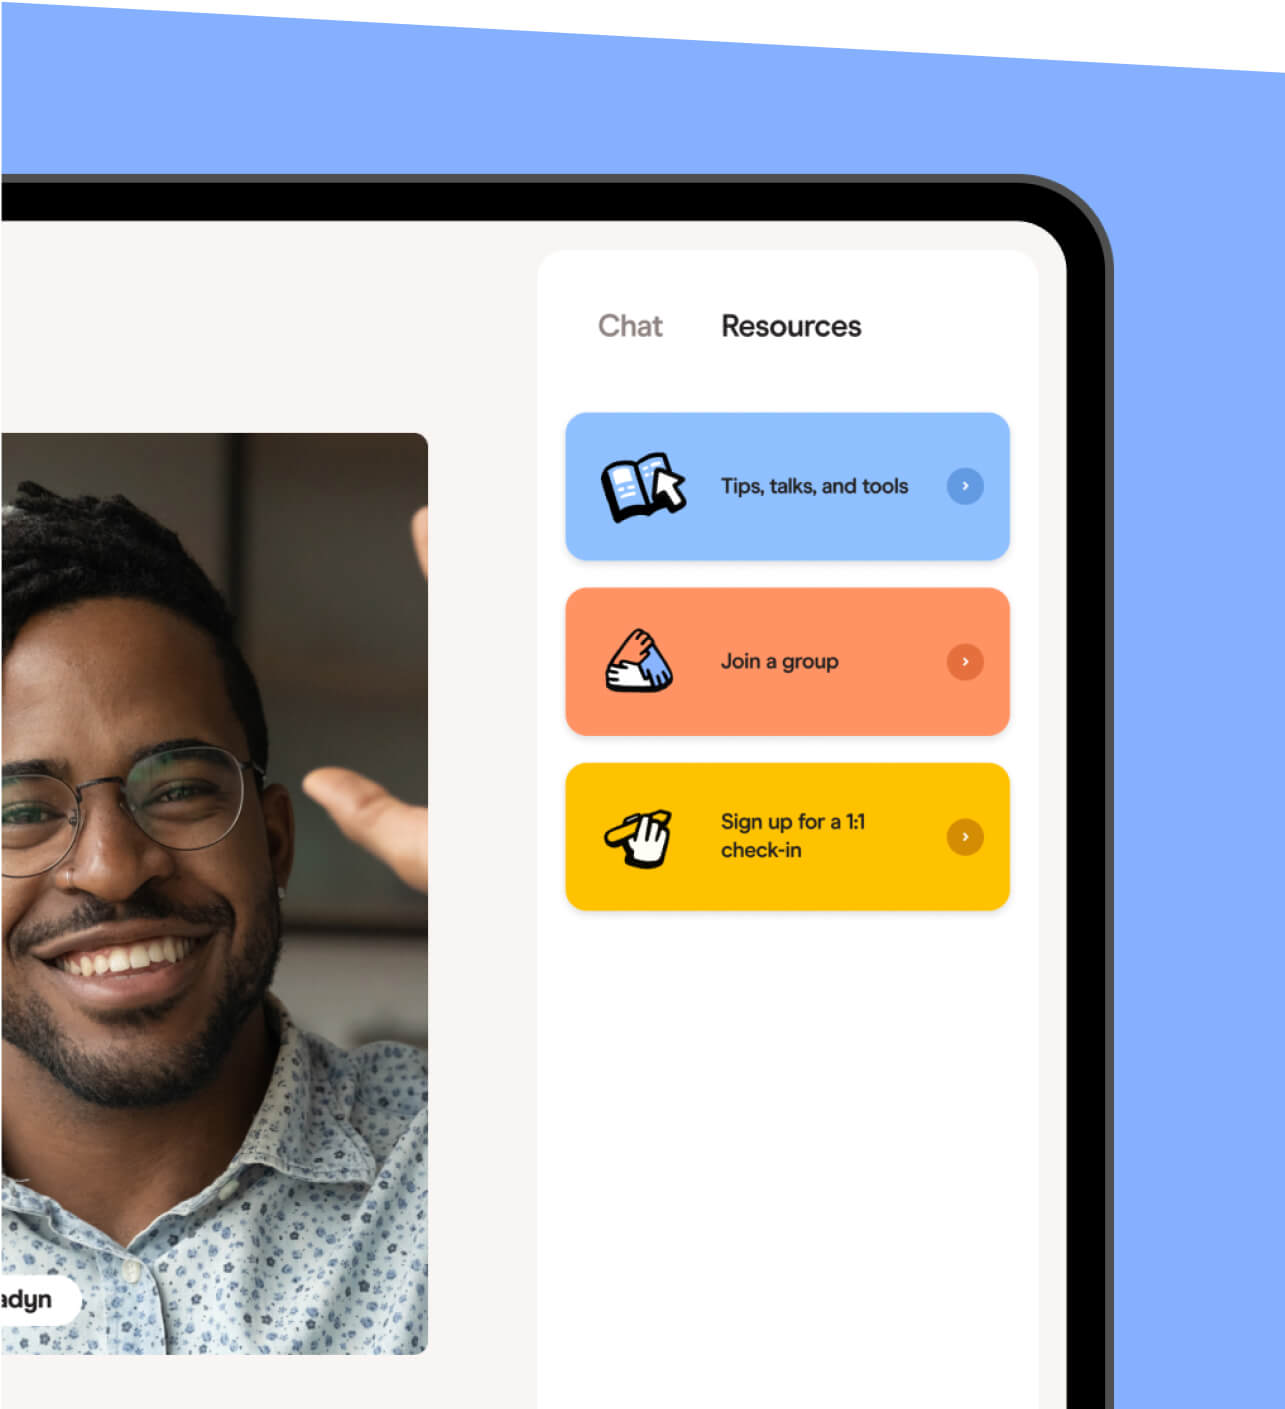 Chat
Resources
Tips, talks, and tools
Join a group
Sign up for a 1:1
check-in
adyn